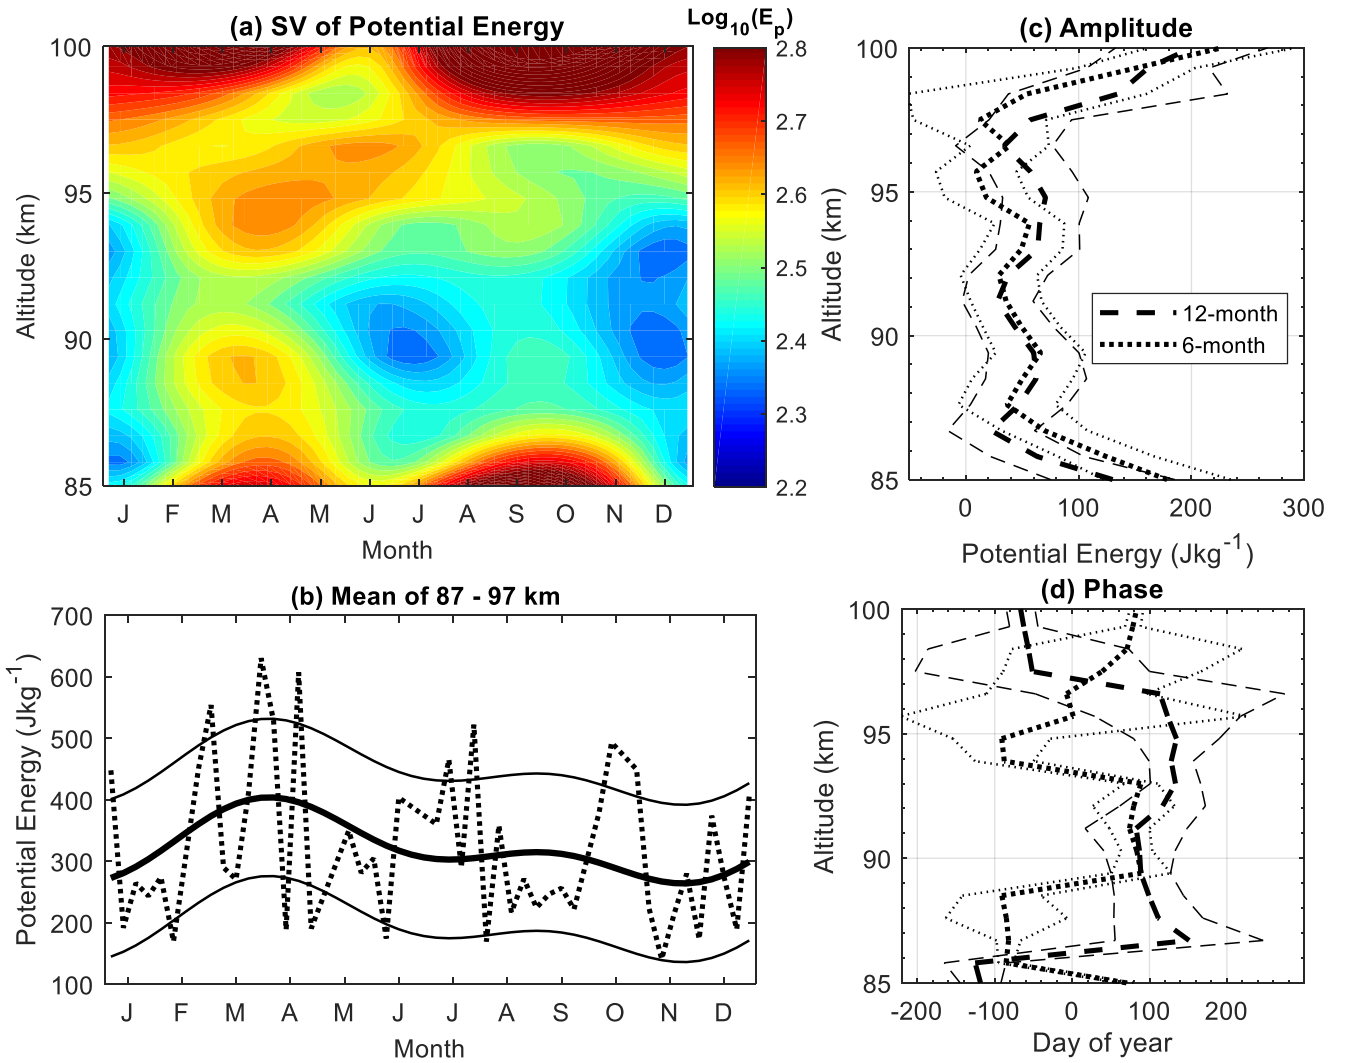 (a) SV of Potential Energy
Log10(Ep)
(c) Amplitude
100
95
90
85
Altitude (km)
J F M A M J J A S O N D
Month
2.8
2.7
2.6
2.5
2.4
2.3
2.2
100
95
90
85
Altitude (km)
12-month
6-month
0 100 200 300
Potential Energy (Jkg-1)
(b) Mean of 87 - 97 km
700
600
500
400
300
200
100
Potential Energy (Jkg-1)
J F M A M J J A S O N D
Month
(d) Phase
100
95
90
85
Altitude (km)
-200 -100 0 100 200
Day of year